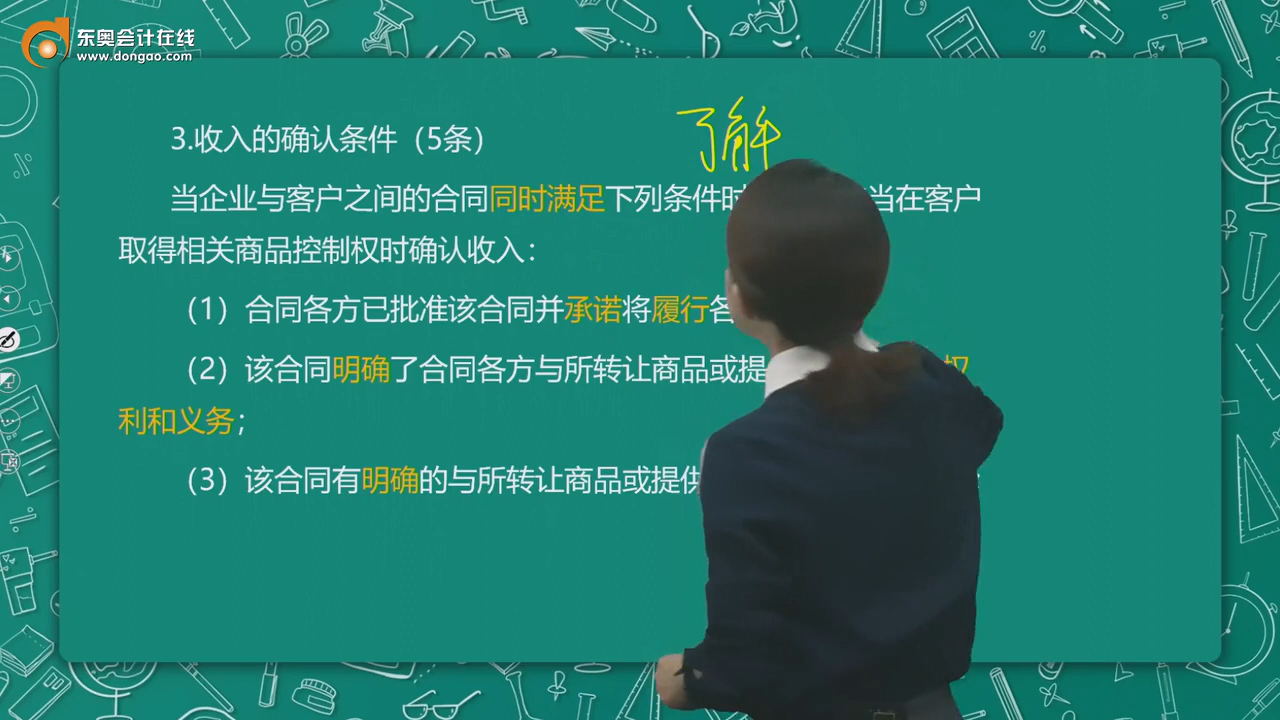 东奥会计在线
www.dongao.com
了解
3.收入的确认条件（5条）
当企业与客户之间的合同同时满足下列条件时 当在客户
取得相关商品控制权时确认收入：
（1）合同各方已批准该合同并承诺将履行各
（2）该合同明确了合同各方与所转让商品或提 权
利和义务；
（3）该合同有明确的与所转让商品或提供